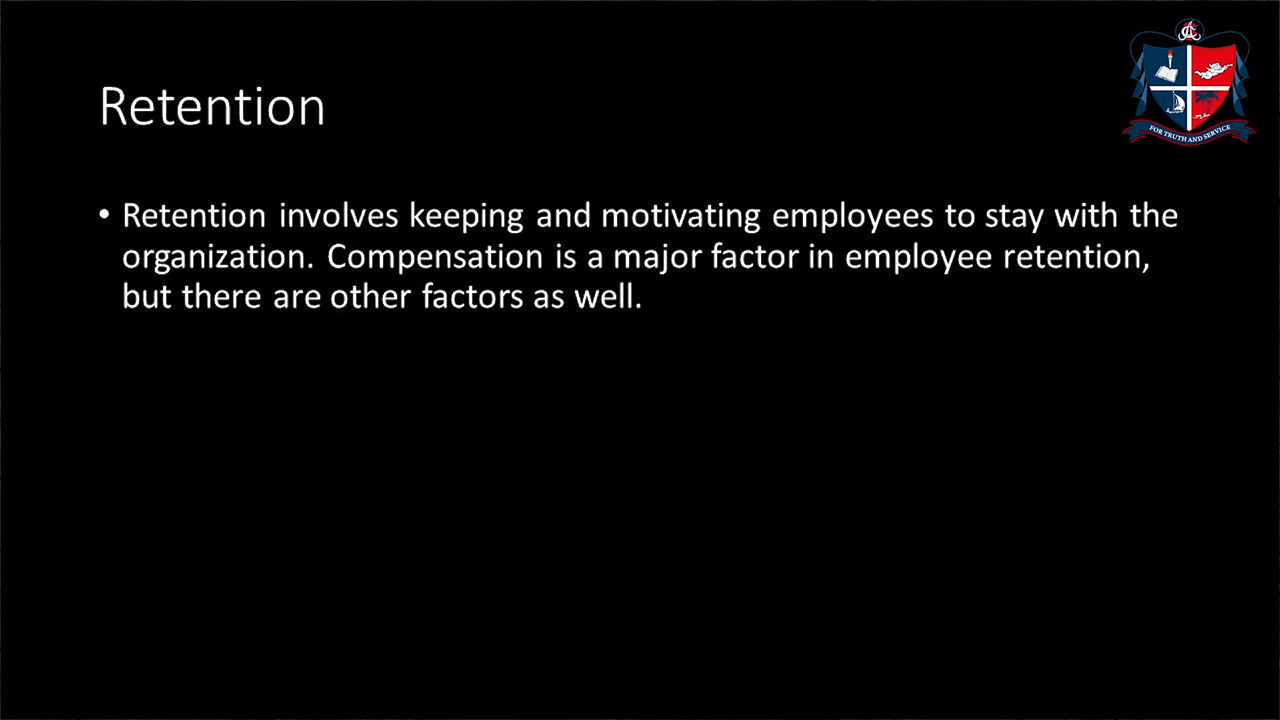 Retention
• Retention involves keeping and motivating employees to stay with the
organization. Compensation is a major factor in employee retention,
but there are other factors as well.
FOR TRUTH AND SERVICE